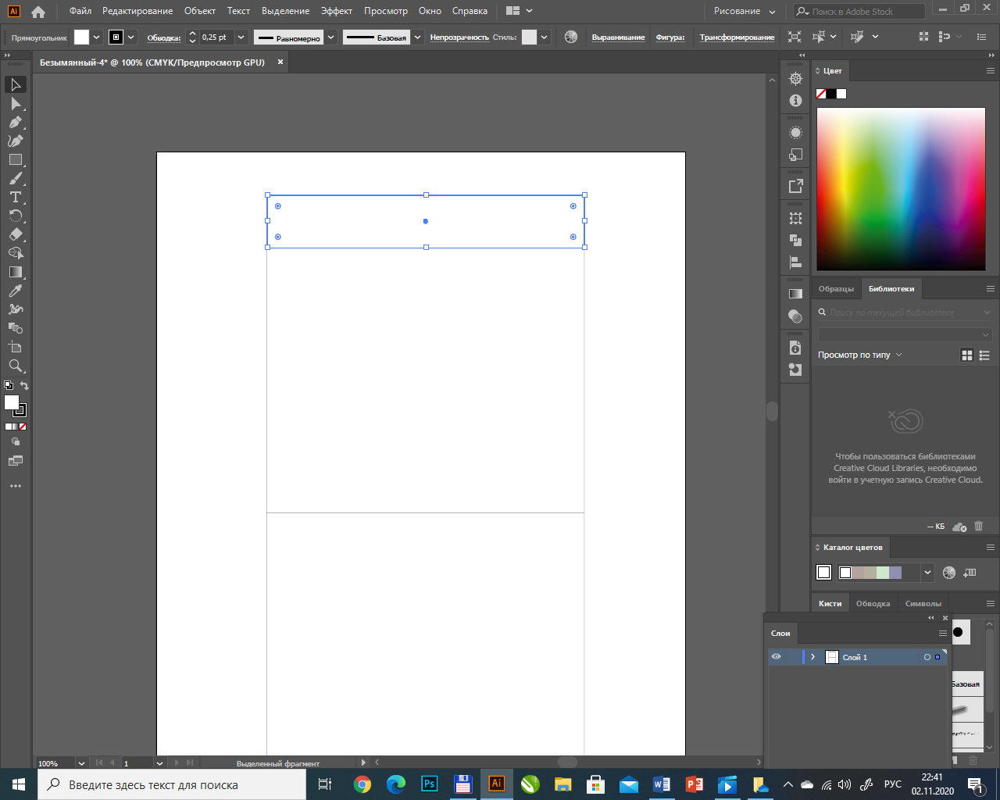 Ai Файл Редактирование Объект Текст Выделение Эффект Просмотр Окно Справка Рисование Поиск в Adobe Stock
Прямоугольник Обводка: 0,25 pt Равномерно Базовая Непрозрачность Стиль: Выравнивание Фигура: Трансформирование
Безымянный-4* @ 100% (CMYK/Предпросмотр GPU)
Цвет
Образцы Библиотеки
Поиск по текущей библиотеке
Просмотр по типу
Чтобы пользоваться библиотеками
Creative Cloud Libraries, необходимо
войти в учетную запись Creative Cloud.
-- КБ
Каталог цветов
Кисти Обводка Символы
Слои
Слой 1
Базовая
100% 1 Выделенный фрагмент
Введите здесь текст для поиска
Ps Ai
РУС
22:41
02.11.2020
1